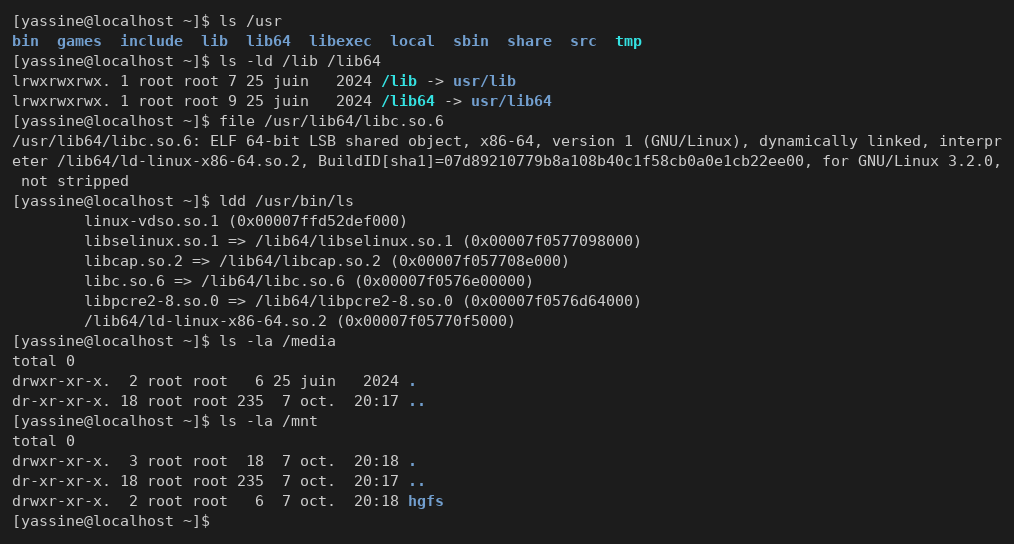 [yassine@localhost ~]$ ls /usr
bin  games  include  lib  lib64  libexec  local  sbin  share  src  tmp
[yassine@localhost ~]$ ls -ld /lib /lib64
lrwxrwxrwx. 1 root root 7 25 juin   2024 /lib -> usr/lib
lrwxrwxrwx. 1 root root 9 25 juin   2024 /lib64 -> usr/lib64
[yassine@localhost ~]$ file /usr/lib64/libc.so.6
/usr/lib64/libc.so.6: ELF 64-bit LSB shared object, x86-64, version 1 (GNU/Linux), dynamically linked, interpr
eter /lib64/ld-linux-x86-64.so.2, BuildID[sha1]=07d89210779b8a108b40c1f58cb0a0e1cb22ee00, for GNU/Linux 3.2.0,
 not stripped
[yassine@localhost ~]$ ldd /usr/bin/ls
        linux-vdso.so.1 (0x00007ffd52def000)
        libselinux.so.1 => /lib64/libselinux.so.1 (0x00007f0577098000)
        libcap.so.2 => /lib64/libcap.so.2 (0x00007f057708e000)
        libc.so.6 => /lib64/libc.so.6 (0x00007f0576e00000)
        libpcre2-8.so.0 => /lib64/libpcre2-8.so.0 (0x00007f0576d64000)
        /lib64/ld-linux-x86-64.so.2 (0x00007f05770f5000)
[yassine@localhost ~]$ ls -la /media
total 0
drwxr-xr-x.  2 root root   6 25 juin   2024 .
dr-xr-xr-x. 18 root root 235  7 oct.  20:17 ..
[yassine@localhost ~]$ ls -la /mnt
total 0
drwxr-xr-x.  3 root root  18  7 oct.  20:18 .
dr-xr-xr-x. 18 root root 235  7 oct.  20:17 ..
drwxr-xr-x.  2 root root   6  7 oct.  20:18 hgfs
[yassine@localhost ~]$